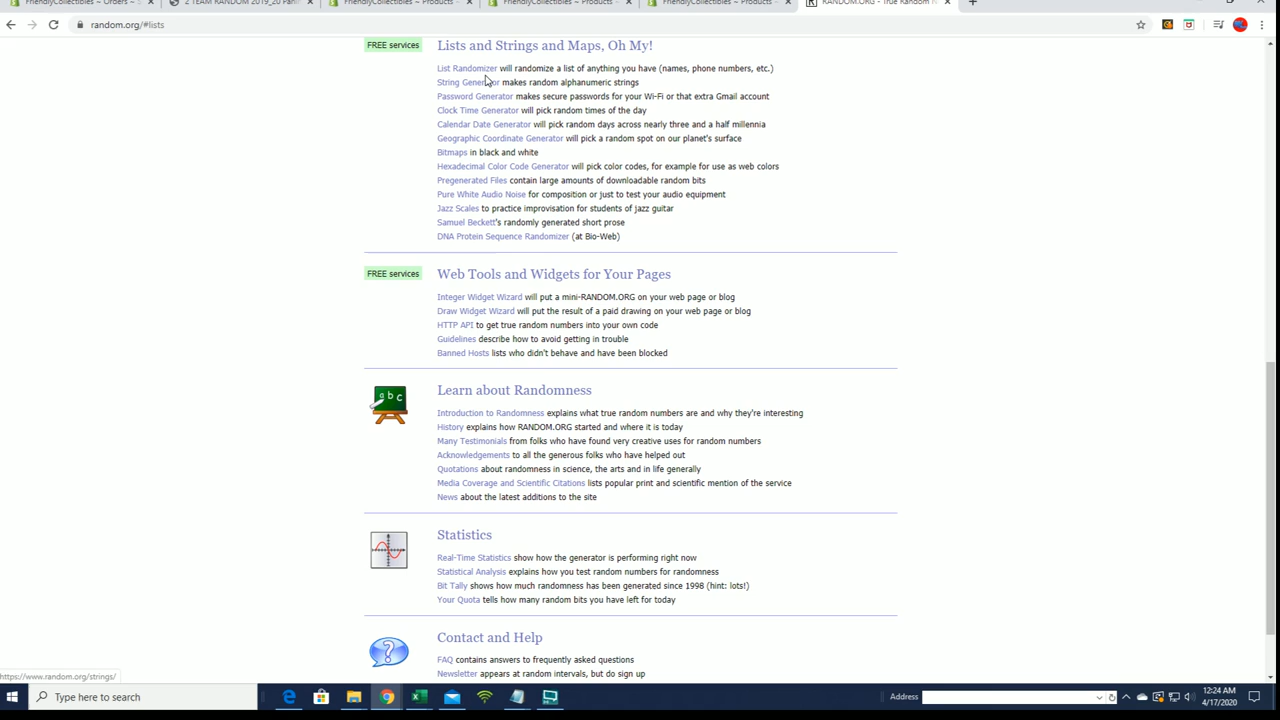 FriendlyCollectibles ~ Orders ~ S
2 TEAM RANDOM 2019_20 Panin
FriendlyCollectibles ~ Products ~
FriendlyCollectibles ~ Products ~
FriendlyCollectibles ~ Products ~
RANDOM.ORG - True Random N
random.org/#lists
FREE services
Lists and Strings and Maps, Oh My!
List Randomizer will randomize a list of anything you have (names, phone numbers, etc.)
String Generator makes random alphanumeric strings
Password Generator makes secure passwords for your Wi-Fi or that extra Gmail account
Clock Time Generator will pick random times of the day
Calendar Date Generator will pick random days across nearly three and a half millennia
Geographic Coordinate Generator will pick a random spot on our planet's surface
Bitmaps in black and white
Hexadecimal Color Code Generator will pick color codes, for example for use as web colors
Pregenerated Files contain large amounts of downloadable random bits
Pure White Audio Noise for composition or just to test your audio equipment
Jazz Scales to practice improvisation for students of jazz guitar
Samuel Beckett's randomly generated short prose
DNA Protein Sequence Randomizer (at Bio-Web)
FREE services
Web Tools and Widgets for Your Pages
Integer Widget Wizard will put a mini-RANDOM.ORG on your web page or blog
Draw Widget Wizard will put the result of a paid drawing on your web page or blog
HTTP API to get true random numbers into your own code
Guidelines describe how to avoid getting in trouble
Banned Hosts lists who didn't behave and have been blocked
abc
Learn about Randomness
Introduction to Randomness explains what true random numbers are and why they're interesting
History explains how RANDOM.ORG started and where it is today
Many Testimonials from folks who have found very creative uses for random numbers
Acknowledgements to all the generous folks who have helped out
Quotations about randomness in science, the arts and in life generally
Media Coverage and Scientific Citations lists popular print and scientific mention of the service
News about the latest additions to the site
Statistics
Real-Time Statistics show how the generator is performing right now
Statistical Analysis explains how you test random numbers for randomness
Bit Tally shows how much randomness has been generated since 1998 (hint: lots!)
Your Quota tells how many random bits you have left for today
Contact and Help
FAQ contains answers to frequently asked questions
Newsletter appears at random intervals, but do sign up
https://www.random.org/strings/
Type here to search
Address
12:24 AM
4/17/2020